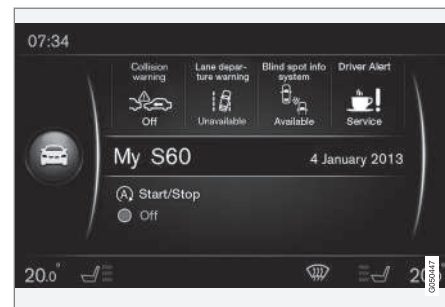 07:34
Collision warning
Off
Lane depar-
ture warning
Unavailable
Blind spot info
system
Available
Driver Alert
Service
My S60
4 January 2013
A Start/Stop
Off
20.0°
G050447